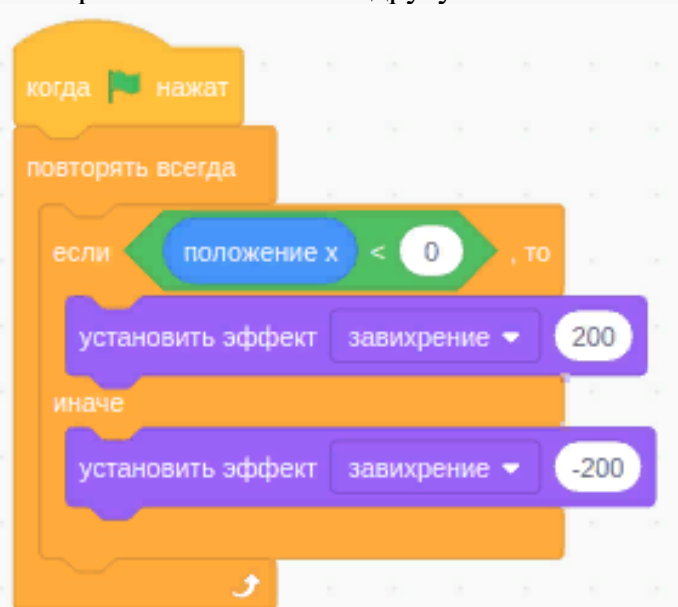 когда нажат
повторять всегда
если положение x < 0 , то
установить эффект завихрение 200
иначе
установить эффект завихрение -200